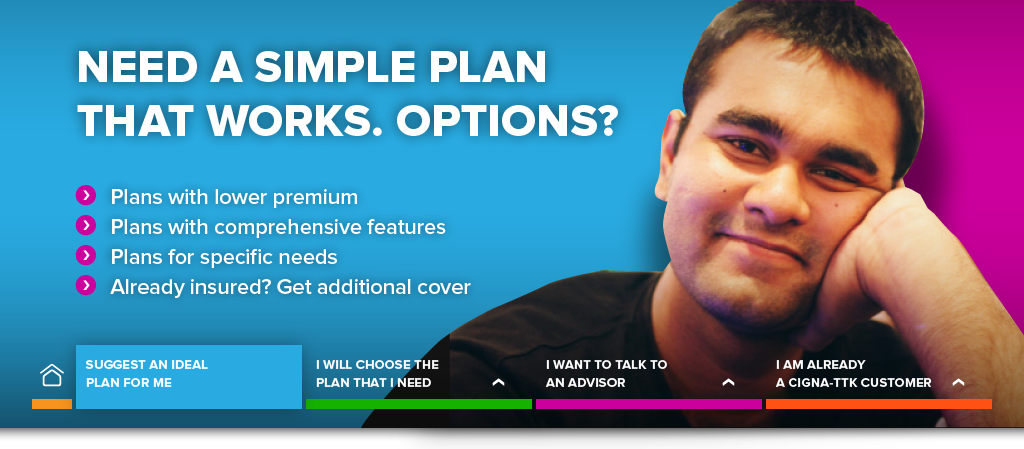 NEED A SIMPLE PLAN
THAT WORKS. OPTIONS?
Plans with lower premium
Plans with comprehensive features
Plans for specific needs
Already insured? Get additional cover
SUGGEST AN IDEAL
PLAN FOR ME
I WILL CHOOSE THE
PLAN THAT I NEED
I WANT TO TALK TO
AN ADVISOR
I AM ALREADY
A CIGNA-TTK CUSTOMER